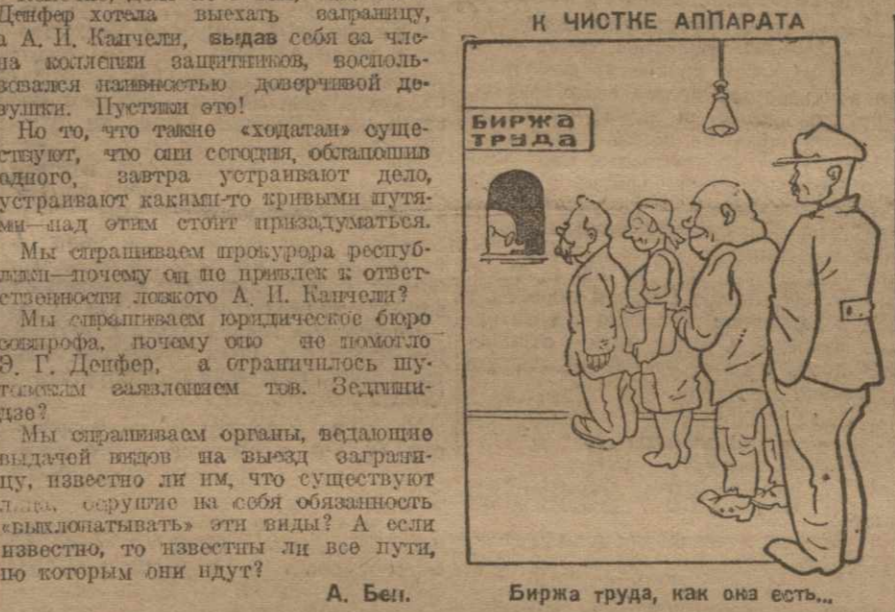 Денфер хотела выехать заграницу,
а А. И. Канчели, выдав себя за чле-
на коллегии защитников, восполь-
зовался наивностью доверчивой де-
вушки. Пустяки это!
Но то, что такие «ходатаи» суще-
ствуют, что они сегодня, облапошив
одного, завтра устраивают дело,
устраивают какими-то кривыми путя-
ми—над этим стоит призадуматься.
Мы спрашиваем прокурора респуб-
лики—почему он не привлек к ответ-
ственности ловкого А. И. Канчели?
Мы спрашиваем юридическое бюро
совпрофа, почему оно не помогло
Э. Г. Денфер, а ограничилось шу-
товским заявлением тов. Зедгини-
дзе?
Мы спрашиваем органы, ведающие
выдачей видов на выезд заграни-
цу, известно ли им, что существуют
лица, берущие на себя обязанность
«выхлопатывать» эти виды? А если
известно, то известны ли все пути,
по которым они идут?
А. Бен.
К ЧИСТКЕ АППАРАТА
БИРЖА
ТРУДА
Биржа труда, как она есть...